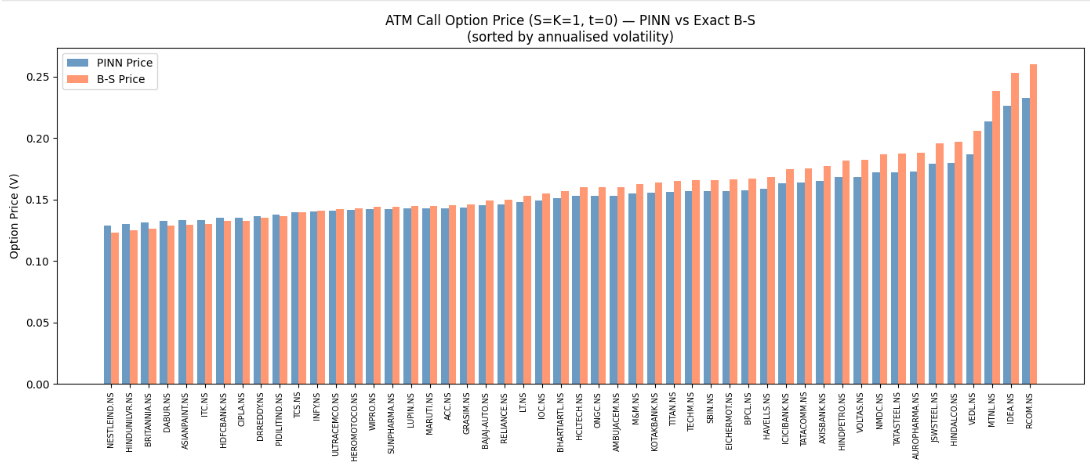 ATM Call Option Price (S=K=1, t=0) — PINN vs Exact B-S
(sorted by annualised volatility)
PINN Price
B-S Price
Option Price (V)
0.25
0.20
0.15
0.10
0.05
0.00
NESTLEIND.NS
HINDUNILVR.NS
BRITANNIA.NS
DABUR.NS
ASIANPAINT.NS
ITC.NS
HDFCBANK.NS
CIPLA.NS
DRREDDY.NS
PIDILITIND.NS
TCS.NS
INFY.NS
ULTRACEMCO.NS
HEROMOTOCO.NS
WIPRO.NS
SUNPHARMA.NS
LUPIN.NS
MARUTI.NS
ACC.NS
GRASIM.NS
BAJAJ-AUTO.NS
RELIANCE.NS
LT.NS
IOC.NS
BHARTIARTL.NS
HCLTECH.NS
ONGC.NS
AMBUJACEM.NS
M&M.NS
KOTAKBANK.NS
TITAN.NS
TECHM.NS
SBIN.NS
EICHERMOT.NS
BPCL.NS
HAVELLS.NS
ICICIBANK.NS
TATACOMM.NS
AXISBANK.NS
HINDPETRO.NS
VOLTAS.NS
NMDC.NS
TATASTEEL.NS
AUROPHARMA.NS
JSWSTEEL.NS
HINDALCO.NS
VEDL.NS
MTNL.NS
IDEA.NS
RCOM.NS